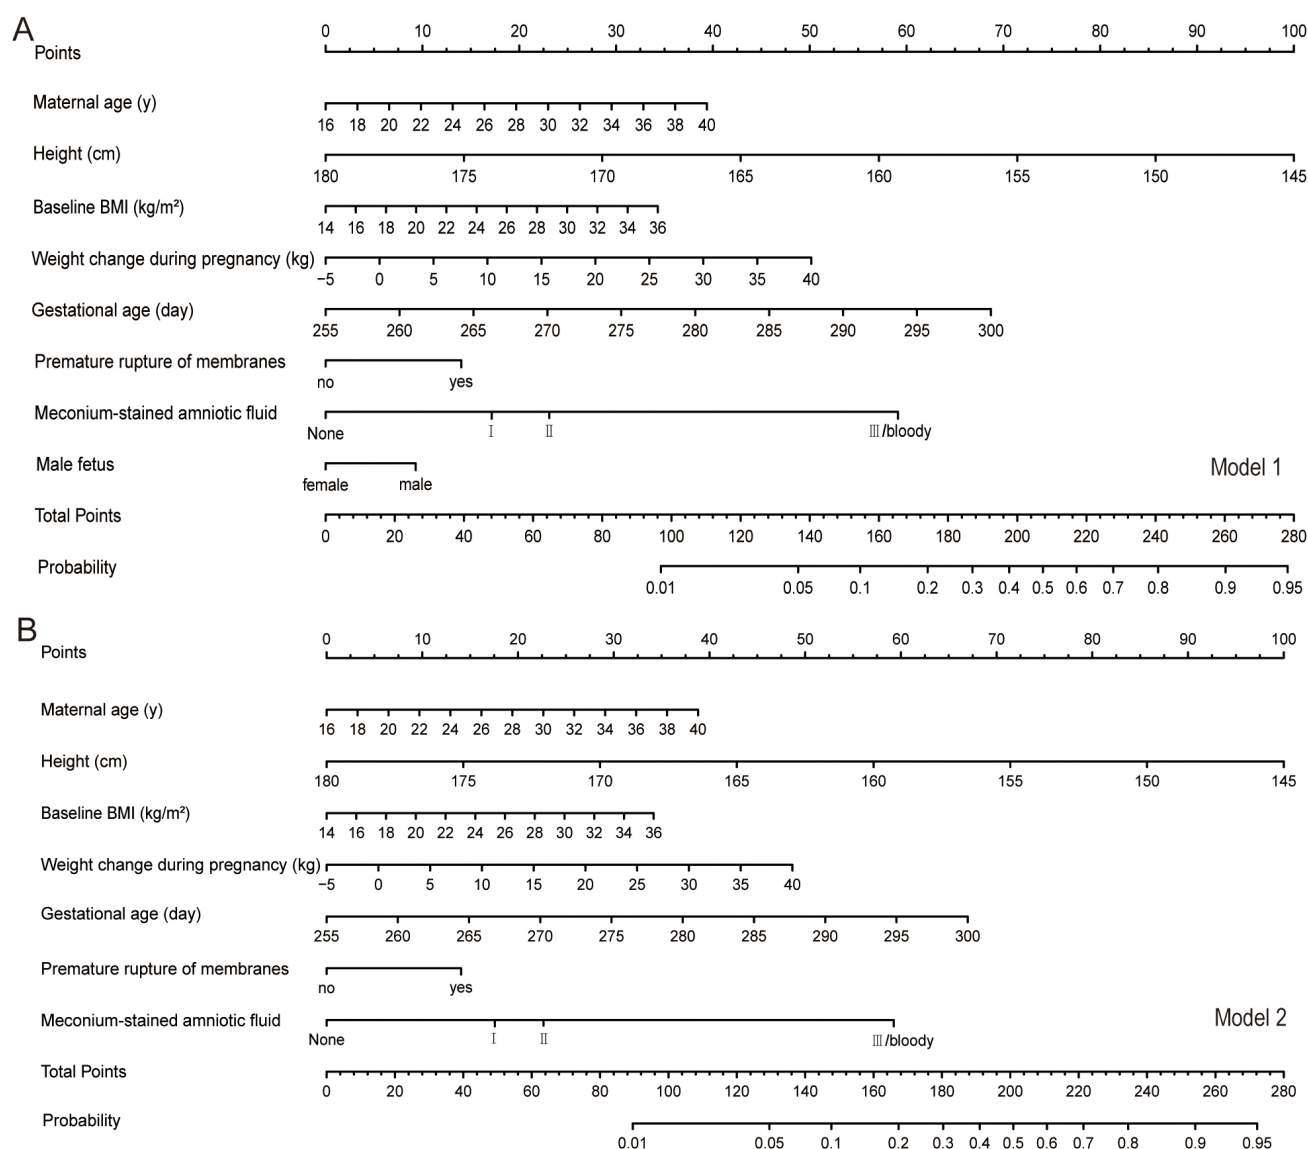 A
0 10 20 30 40 50 60 70 80 90 100
Points
Maternal age (y)
16 18 20 22 24 26 28 30 32 34 36 38 40
Height (cm)
180 175 170 165 160 155 150 145
Baseline BMI (kg/m²)
14 16 18 20 22 24 26 28 30 32 34 36
Weight change during pregnancy (kg)
−5 0 5 10 15 20 25 30 35 40
Gestational age (day)
255 260 265 270 275 280 285 290 295 300
Premature rupture of membranes
no yes
Meconium-stained amniotic fluid
None Ⅰ Ⅱ Ⅲ/bloody
Male fetus
female male
Model 1
Total Points
0 20 40 60 80 100 120 140 160 180 200 220 240 260 280
Probability
0.01 0.05 0.1 0.2 0.3 0.4 0.5 0.6 0.7 0.8 0.9 0.95
B
0 10 20 30 40 50 60 70 80 90 100
Points
Maternal age (y)
16 18 20 22 24 26 28 30 32 34 36 38 40
Height (cm)
180 175 170 165 160 155 150 145
Baseline BMI (kg/m²)
14 16 18 20 22 24 26 28 30 32 34 36
Weight change during pregnancy (kg)
−5 0 5 10 15 20 25 30 35 40
Gestational age (day)
255 260 265 270 275 280 285 290 295 300
Premature rupture of membranes
no yes
Meconium-stained amniotic fluid
Model 2
None Ⅰ Ⅱ Ⅲ/bloody
Total Points
0 20 40 60 80 100 120 140 160 180 200 220 240 260 280
Probability
0.01 0.05 0.1 0.2 0.3 0.4 0.5 0.6 0.7 0.8 0.9 0.95